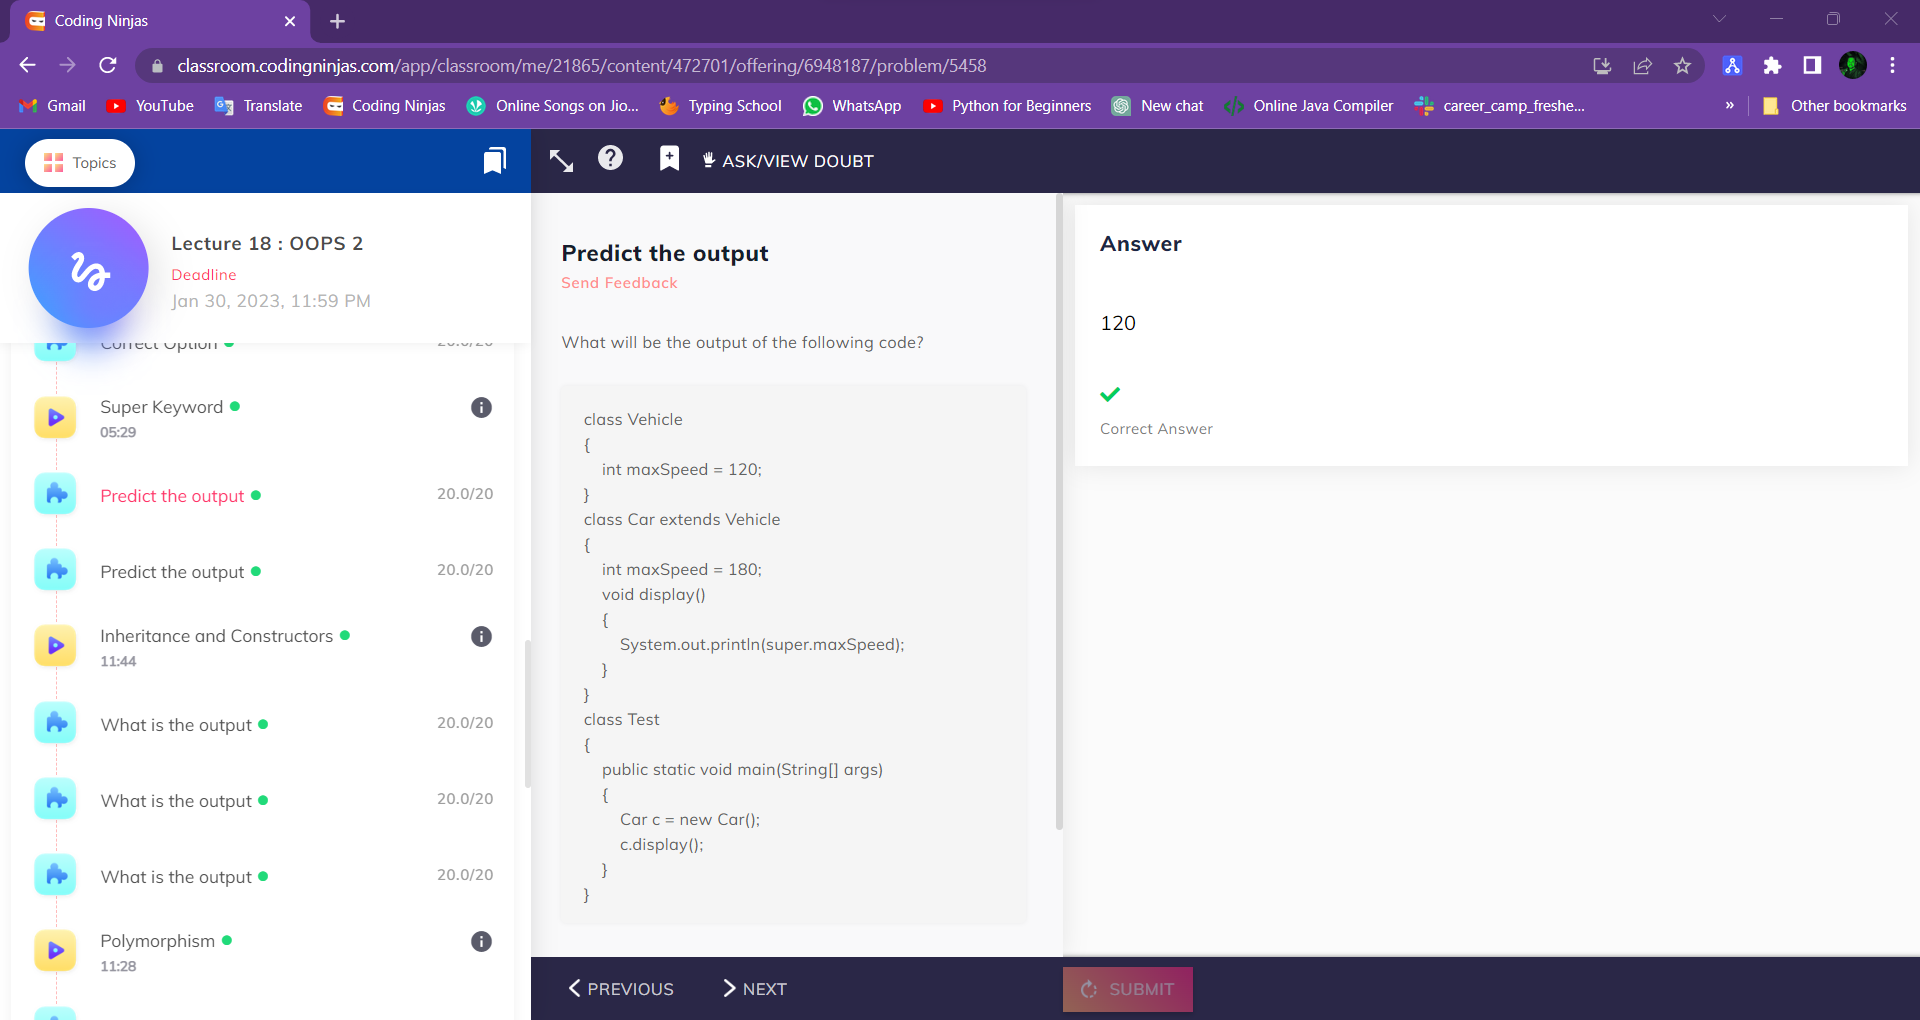 Coding Ninjas
classroom.codingninjas.com/app/classroom/me/21865/content/472701/offering/6948187/problem/5458
Gmail YouTube Translate Coding Ninjas Online Songs on Jio... Typing School WhatsApp Python for Beginners New chat Online Java Compiler career_camp_freshe... » Other bookmarks
Topics
ASK/VIEW DOUBT
Lecture 18 : OOPS 2
Deadline
Jan 30, 2023, 11:59 PM
Correct Option 20.0/20
Super Keyword
05:29
Predict the output 20.0/20
Predict the output 20.0/20
Inheritance and Constructors
11:44
What is the output 20.0/20
What is the output 20.0/20
What is the output 20.0/20
Polymorphism
11:28
Predict the output
Send Feedback
What will be the output of the following code?
class Vehicle
{
int maxSpeed = 120;
}
class Car extends Vehicle
{
int maxSpeed = 180;
void display()
{
System.out.println(super.maxSpeed);
}
}
class Test
{
public static void main(String[] args)
{
Car c = new Car();
c.display();
}
}
PREVIOUS NEXT
Answer
120
Correct Answer
SUBMIT